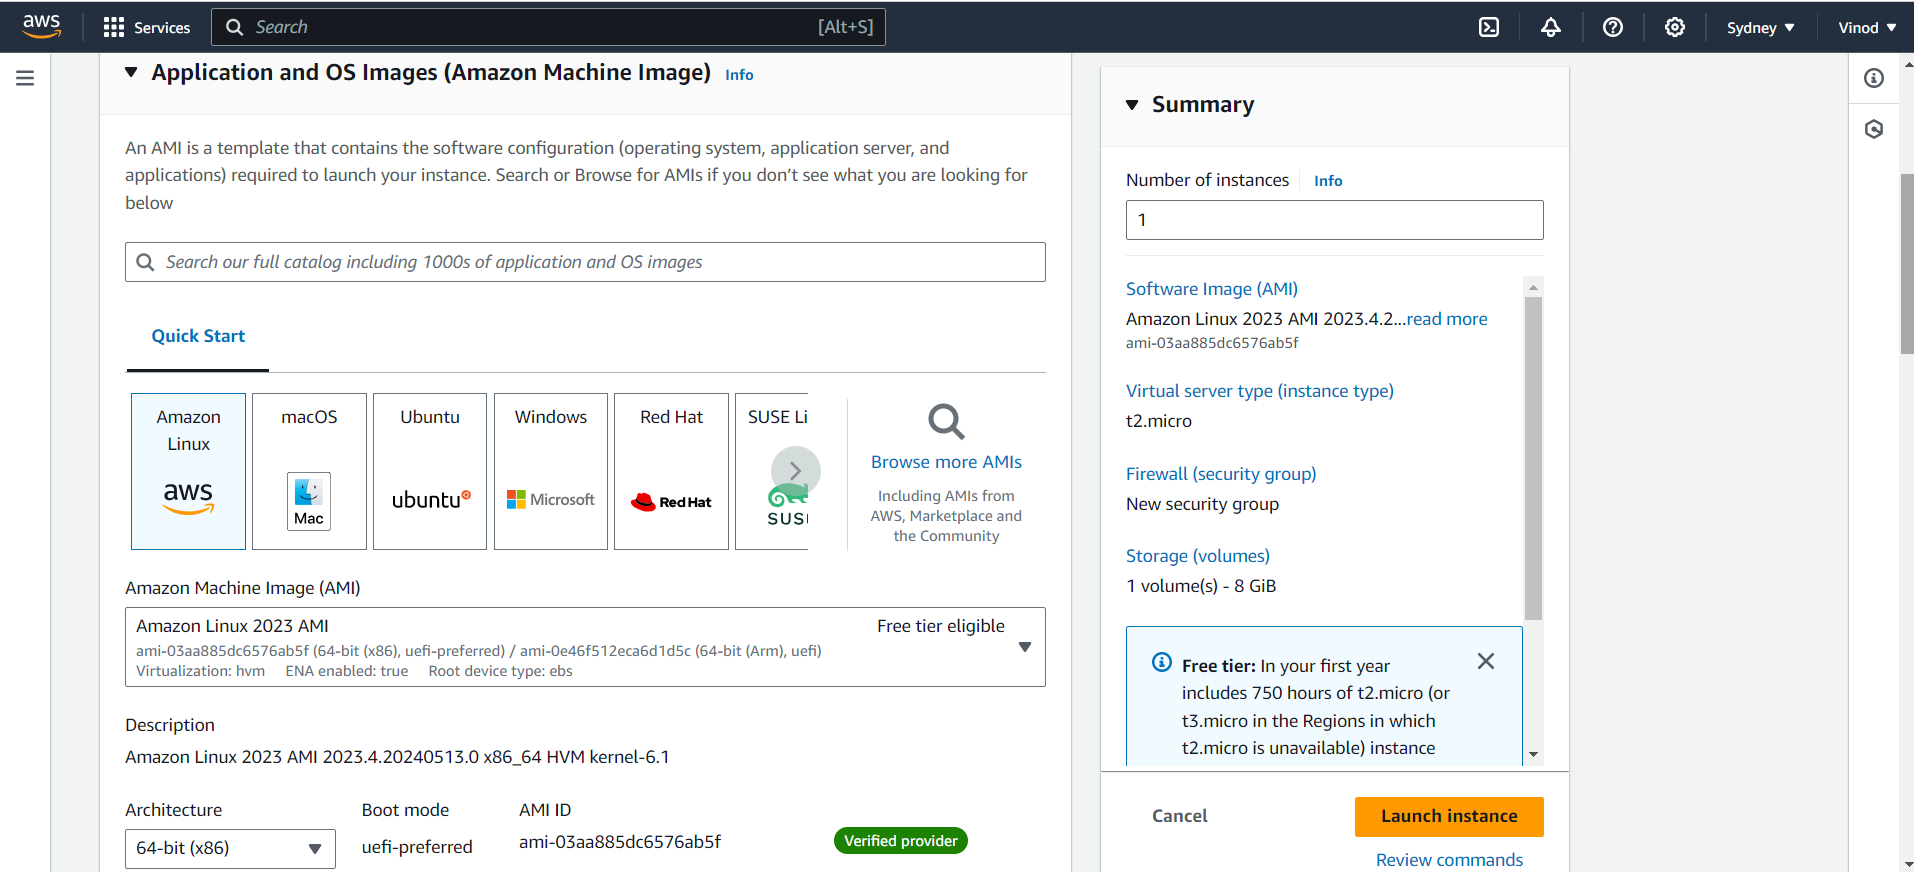 aws Services Search [Alt+S] Sydney Vinod
Application and OS Images (Amazon Machine Image) Info
An AMI is a template that contains the software configuration (operating system, application server, and
applications) required to launch your instance. Search or Browse for AMIs if you don’t see what you are looking for
below
Search our full catalog including 1000s of application and OS images
Quick Start
Amazon
Linux
aws
macOS
Mac
Ubuntu
ubuntu
Windows
Microsoft
Red Hat
Red Hat
SUSE Li
SUS
Browse more AMIs
Including AMIs from
AWS, Marketplace and
the Community
Amazon Machine Image (AMI)
Amazon Linux 2023 AMI Free tier eligible
ami-03aa885dc6576ab5f (64-bit (x86), uefi-preferred) / ami-0e46f512eca6d1d5c (64-bit (Arm), uefi)
Virtualization: hvm ENA enabled: true Root device type: ebs
Description
Amazon Linux 2023 AMI 2023.4.20240513.0 x86_64 HVM kernel-6.1
Architecture Boot mode AMI ID
64-bit (x86) uefi-preferred ami-03aa885dc6576ab5f Verified provider
Summary
Number of instances Info
1
Software Image (AMI)
Amazon Linux 2023 AMI 2023.4.2...read more
ami-03aa885dc6576ab5f
Virtual server type (instance type)
t2.micro
Firewall (security group)
New security group
Storage (volumes)
1 volume(s) - 8 GiB
Free tier: In your first year
includes 750 hours of t2.micro (or
t3.micro in the Regions in which
t2.micro is unavailable) instance
Cancel Launch instance
Review commands